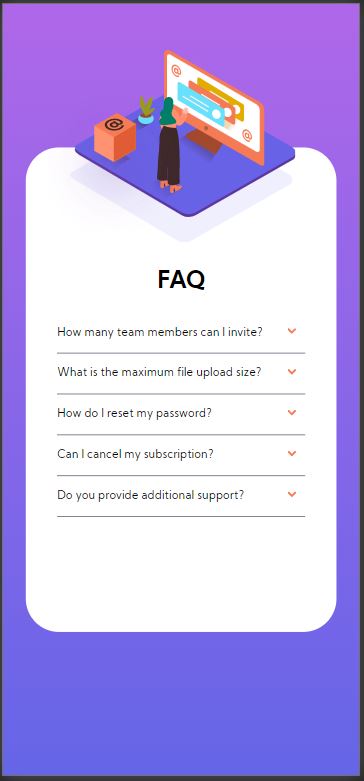 FAQ
How many team members can I invite?
What is the maximum file upload size?
How do I reset my password?
Can I cancel my subscription?
Do you provide additional support?